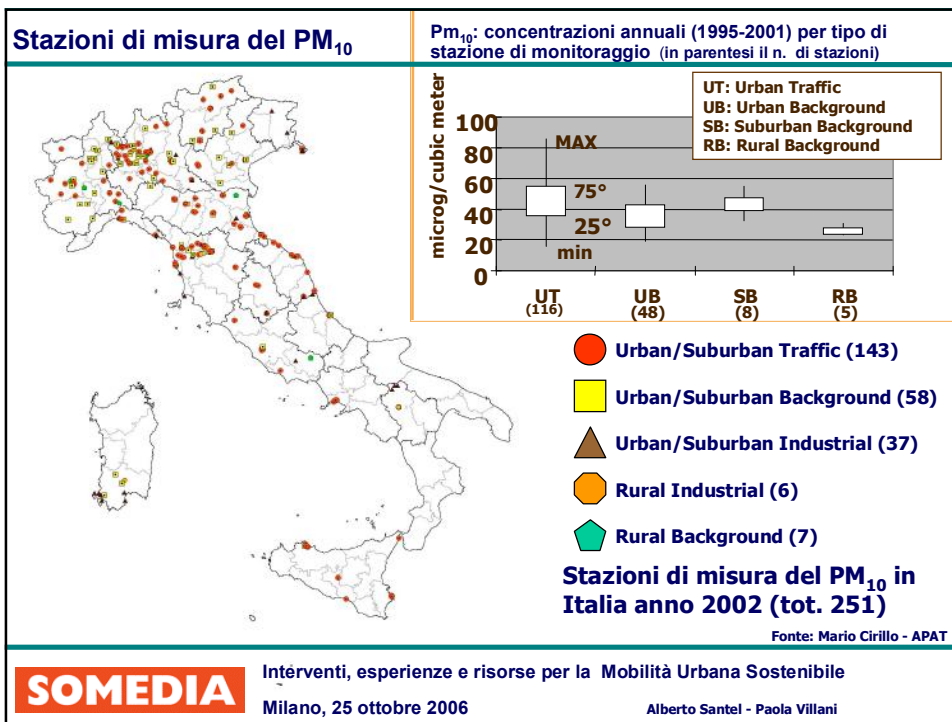 Stazioni di misura del PM10
Pm10: concentrazioni annuali (1995-2001) per tipo di
stazione di monitoraggio (in parentesi il n. di stazioni)
UT: Urban Traffic
UB: Urban Background
SB: Suburban Background
RB: Rural Background
microg/cubic meter
100
80
60
40
20
0
MAX
75°
25°
min
UT UB SB RB
(116) (48) (8) (5)
Urban/Suburban Traffic (143)
Urban/Suburban Background (58)
Urban/Suburban Industrial (37)
Rural Industrial (6)
Rural Background (7)
Stazioni di misura del PM10 in
Italia anno 2002 (tot. 251)
Fonte: Mario Cirillo - APAT
SOMEDIA
Interventi, esperienze e risorse per la Mobilità Urbana Sostenibile
Milano, 25 ottobre 2006
Alberto Santel - Paola Villani